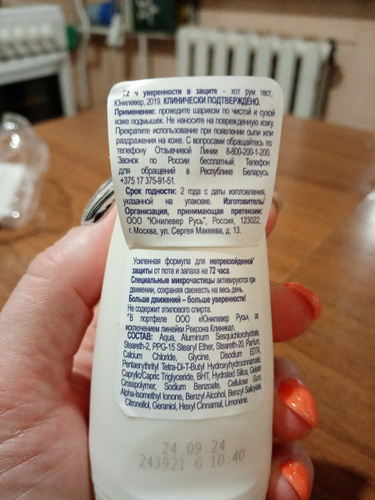 72 ч уверенности в защите – хот рум тест,
Юнилевер, 2019. КЛИНИЧЕСКИ ПОДТВЕРЖДЕНО.
Применение: проведите шариком по чистой и сухой
коже подмышек. Не наносите на поврежденную кожу.
Прекратите использование при появлении сыпи или
раздражения на коже. С вопросами обращайтесь по
телефону Отзывчивой Линии 8-800-200-1-200.
Звонок по России бесплатный. Телефон
для обращений в Республике Беларусь
+375 17 375-91-51.
Срок годности: 2 года с даты изготовления,
указанной на упаковке. Изготовитель/
Организация, принимающая претензии:
ООО "Юнилевер Русь", Россия, 123022,
г. Москва, ул. Сергея Макеева, д. 13.
Усиленная формула для непревзойденной*
защиты от пота и запаха на 72 часа.
Специальные микрочастицы активируются при
движении, сохраняя свежесть на весь день.
Больше движений – больше уверенности!
Не содержит этилового спирта.
*В портфеле ООО «Юнилевер Русь» за
исключением линейки Рексона Клиникал.
СОСТАВ: Aqua, Aluminum Sesquichlorohydrate,
Steareth-2, PPG-15 Stearyl Ether, Steareth-20, Parfum,
Calcium Chloride, Glycine, Disodium EDTA,
Pentaerythrityl Tetra-Di-T-Butyl Hydroxyhydrocinnamate,
Caprylic/Capric Triglyceride, BHT, Hydrated Silica, Gelatin
Crosspolymer, Sodium Benzoate, Cellulose Gum,
Alpha-Isomethyl Ionone, Benzyl Alcohol, Benzyl Salicylate,
Citronellol, Geraniol, Hexyl Cinnamal, Limonene.
24.09.24
243921 6 10 40